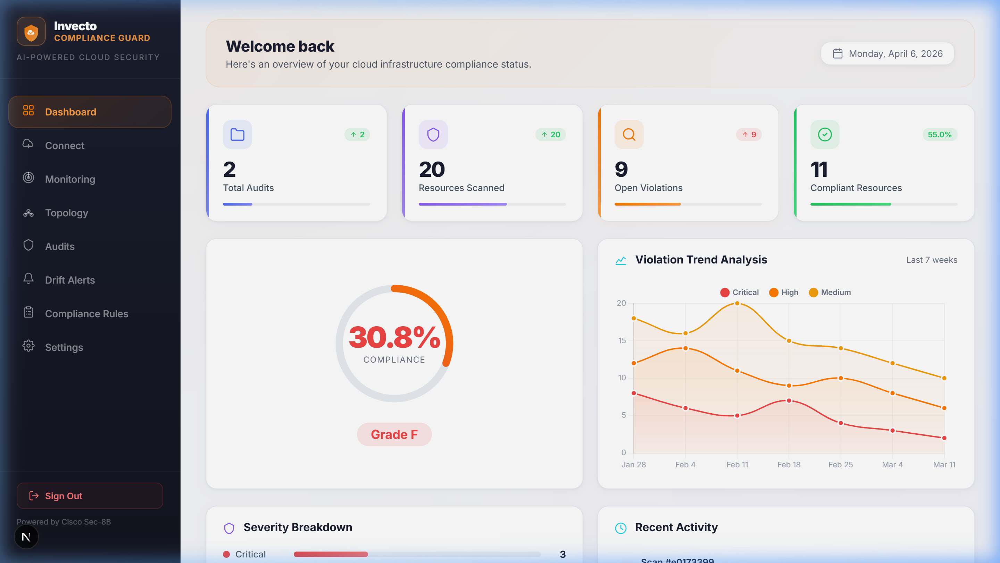 Invecto
COMPLIANCE GUARD
AI-POWERED CLOUD SECURITY
Dashboard
Connect
Monitoring
Topology
Audits
Drift Alerts
Compliance Rules
Settings
Sign Out
Powered by Cisco Sec-8B
N
Welcome back
Here's an overview of your cloud infrastructure compliance status.
Monday, April 6, 2026
↑ 2
2
Total Audits
↑ 20
20
Resources Scanned
↑ 9
9
Open Violations
55.0%
11
Compliant Resources
30.8%
COMPLIANCE
Grade F
Violation Trend Analysis
Last 7 weeks
Critical High Medium
20
15
10
5
0
Jan 28 Feb 4 Feb 11 Feb 18 Feb 25 Mar 4 Mar 11
Severity Breakdown
Critical 3
Recent Activity
Scan #e0173399